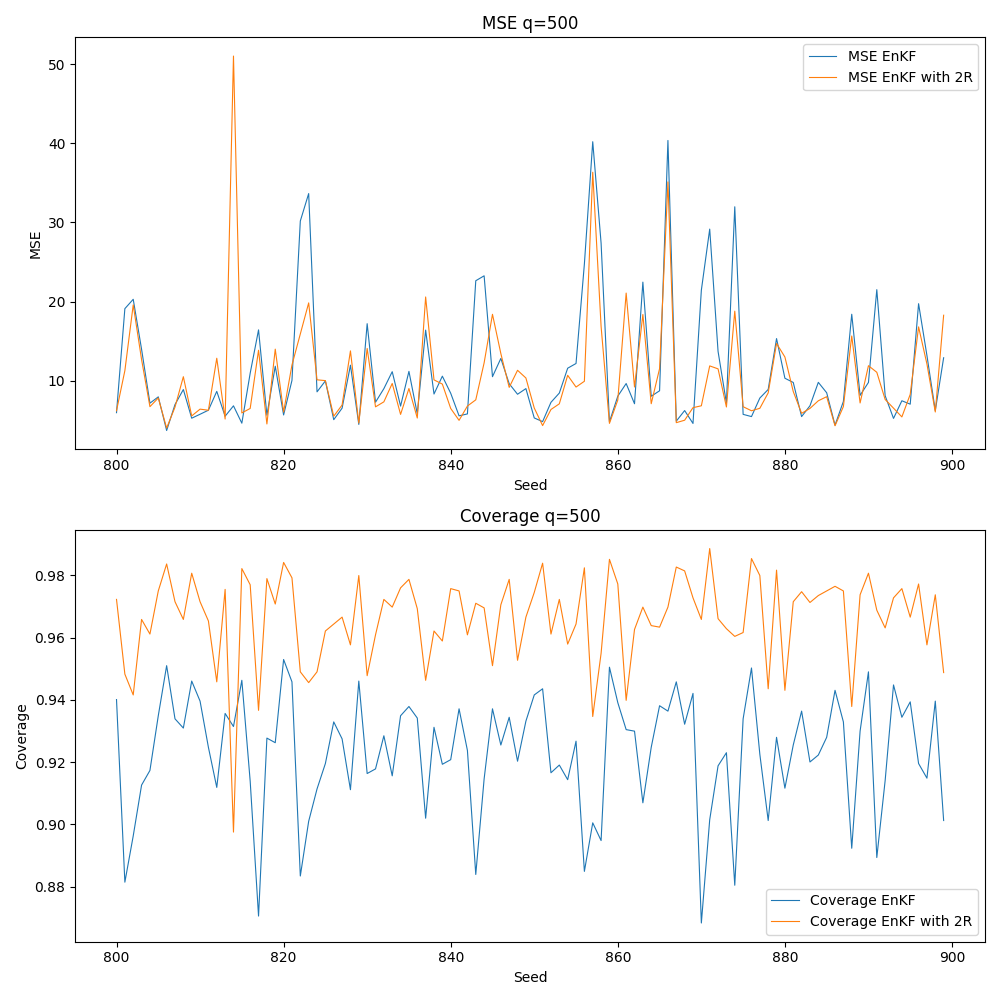 MSE q=500
50
40
30
20
10
MSE
MSE EnKF
MSE EnKF with 2R
800
820
840
860
880
900
Seed
Coverage q=500
0.98
0.96
0.94
0.92
0.90
0.88
Coverage
Coverage EnKF
Coverage EnKF with 2R
800
820
840
860
880
900
Seed